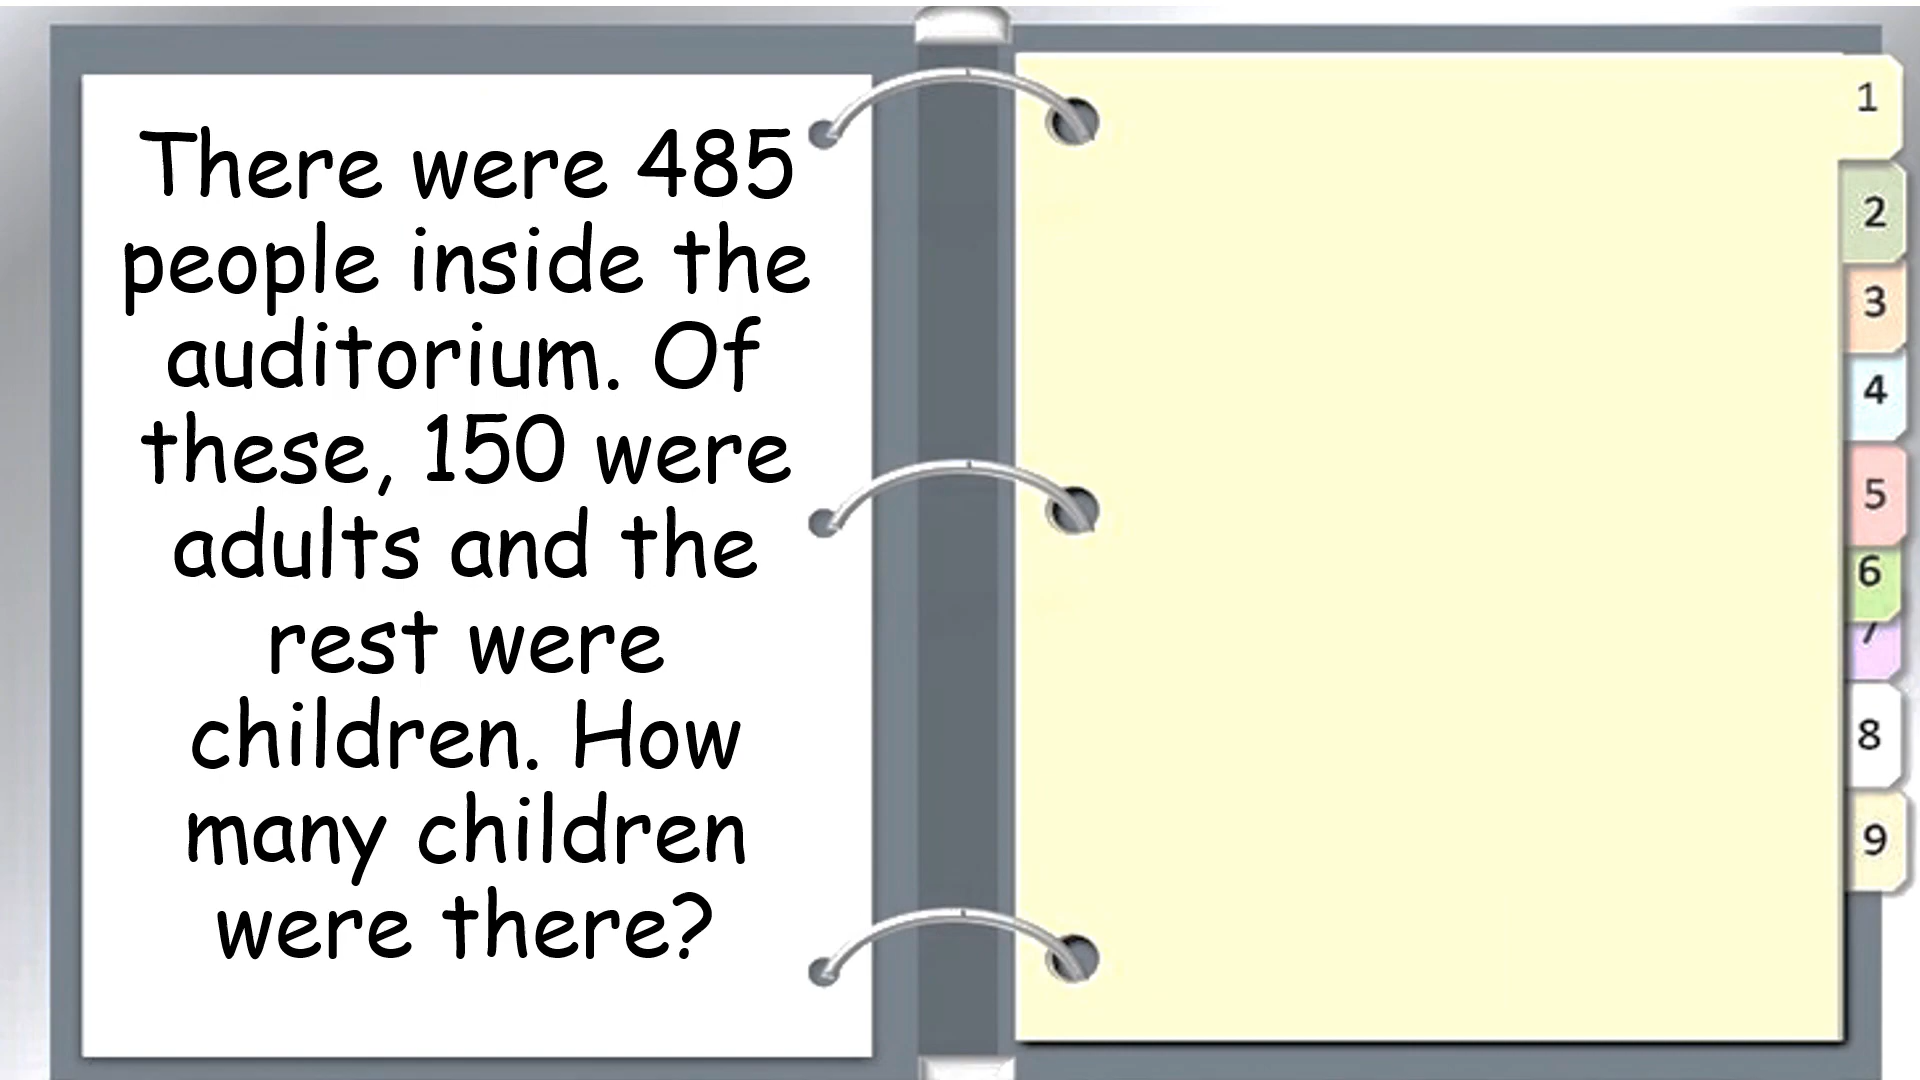 There were 485
people inside the
auditorium. Of
these, 150 were
adults and the
rest were
children. How
many children
were there?
1
2
3
4
5
6
7
8
9